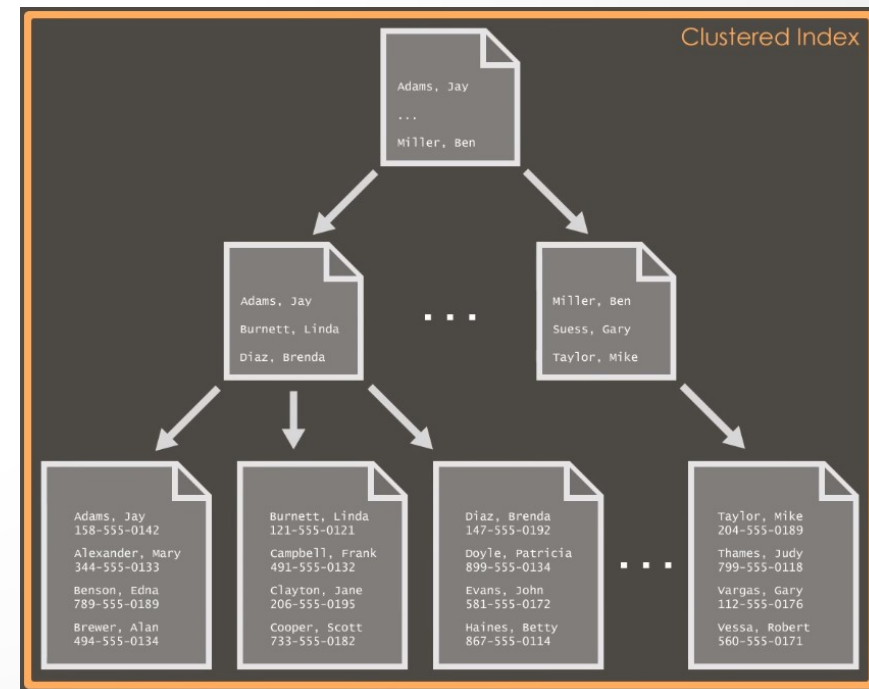 Clustered Index
Adams, Jay
...
Miller, Ben
Adams, Jay
Burnett, Linda
Diaz, Brenda
...
Miller, Ben
Suess, Gary
Taylor, Mike
Adams, Jay
158-555-0142
Alexander, Mary
344-555-0133
Benson, Edna
789-555-0189
Brewer, Alan
494-555-0134
Burnett, Linda
121-555-0121
Campbell, Frank
491-555-0132
Clayton, Jane
206-555-0195
Cooper, Scott
733-555-0182
Diaz, Brenda
147-555-0192
Doyle, Patricia
899-555-0134
Evans, John
581-555-0172
Haines, Betty
867-555-0114
...
Taylor, Mike
204-555-0189
Thames, Judy
799-555-0118
Vargas, Gary
112-555-0176
Vessa, Robert
560-555-0171